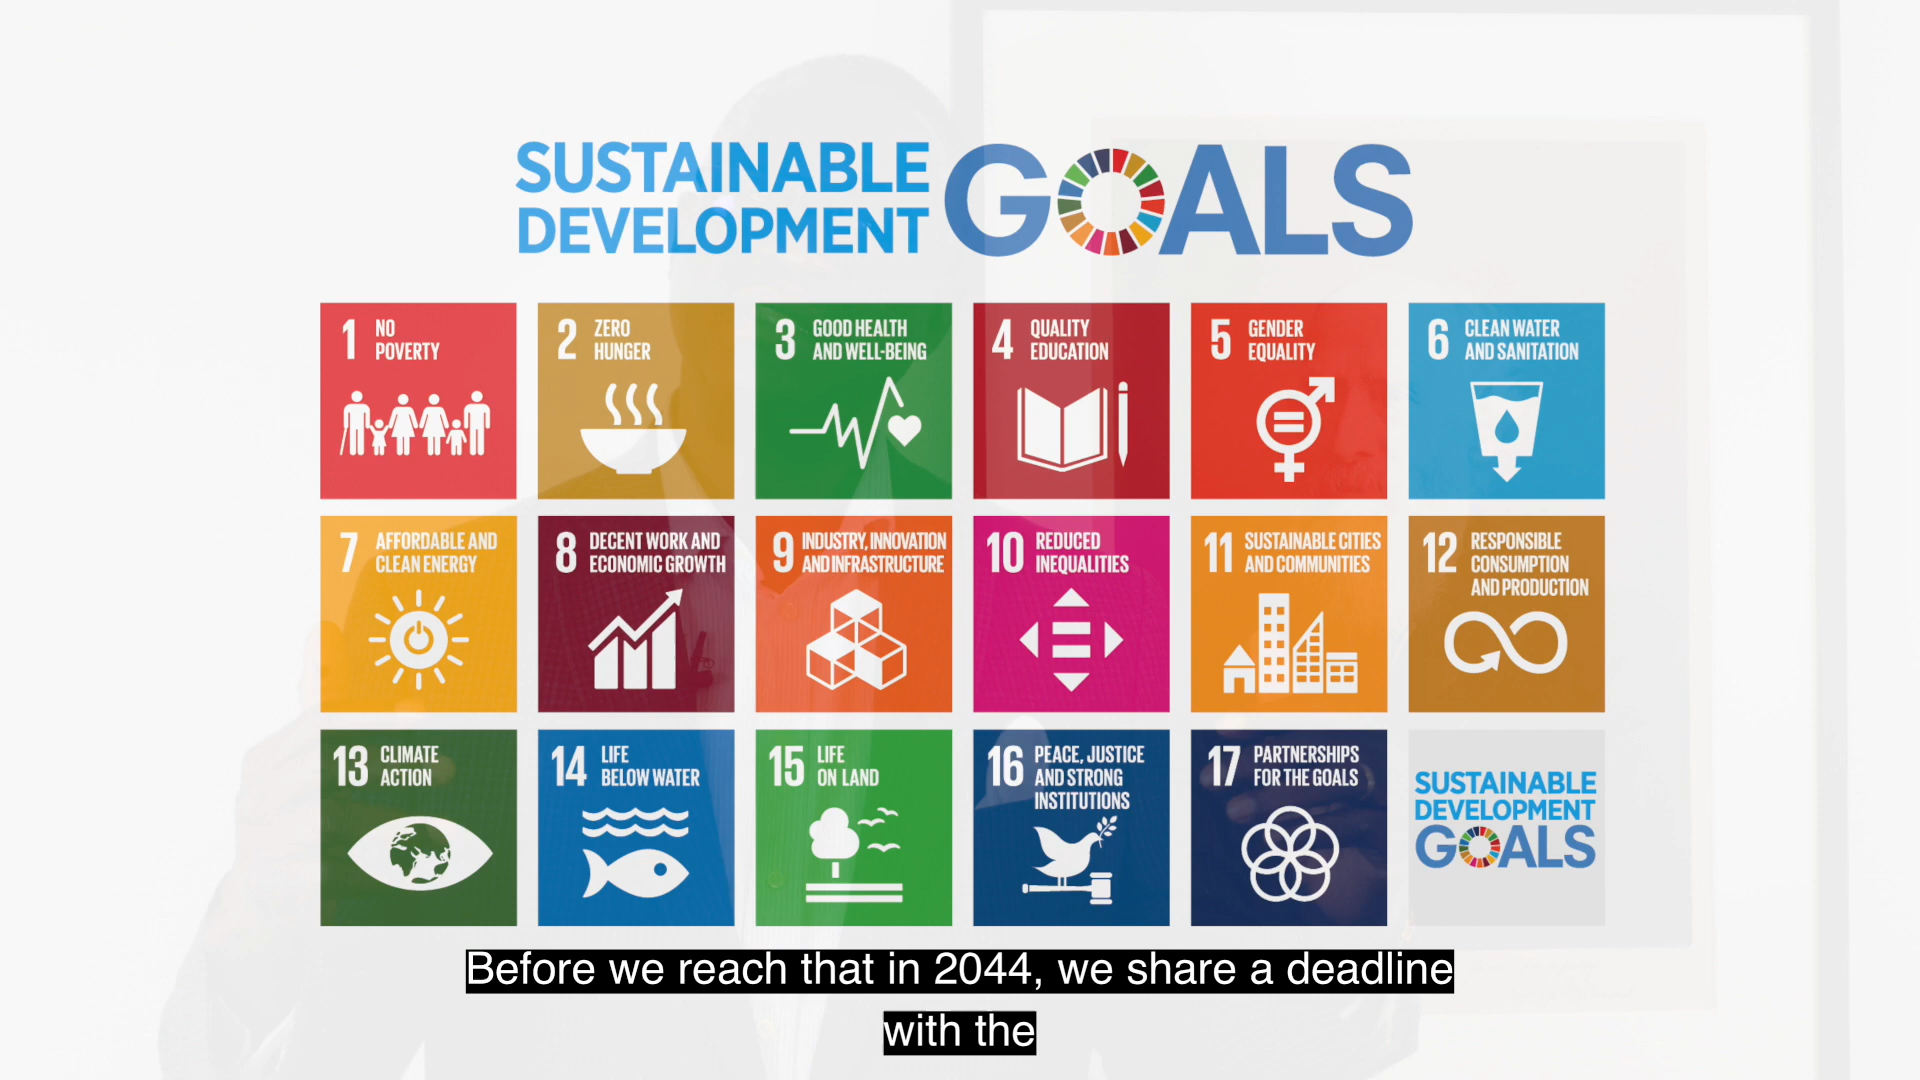 SUSTAINABLE
DEVELOPMENT
GOALS
1 NO
POVERTY
2 ZERO
HUNGER
3 GOOD HEALTH
AND WELL-BEING
4 QUALITY
EDUCATION
5 GENDER
EQUALITY
6 CLEAN WATER
AND SANITATION
7 AFFORDABLE AND
CLEAN ENERGY
8 DECENT WORK AND
ECONOMIC GROWTH
9 INDUSTRY, INNOVATION
AND INFRASTRUCTURE
10 REDUCED
INEQUALITIES
11 SUSTAINABLE CITIES
AND COMMUNITIES
12 RESPONSIBLE
CONSUMPTION
AND PRODUCTION
13 CLIMATE
ACTION
14 LIFE
BELOW WATER
15 LIFE
ON LAND
16 PEACE, JUSTICE
AND STRONG
INSTITUTIONS
17 PARTNERSHIPS
FOR THE GOALS
SUSTAINABLE
DEVELOPMENT
GOALS
Before we reach that in 2044, we share a deadline
with the